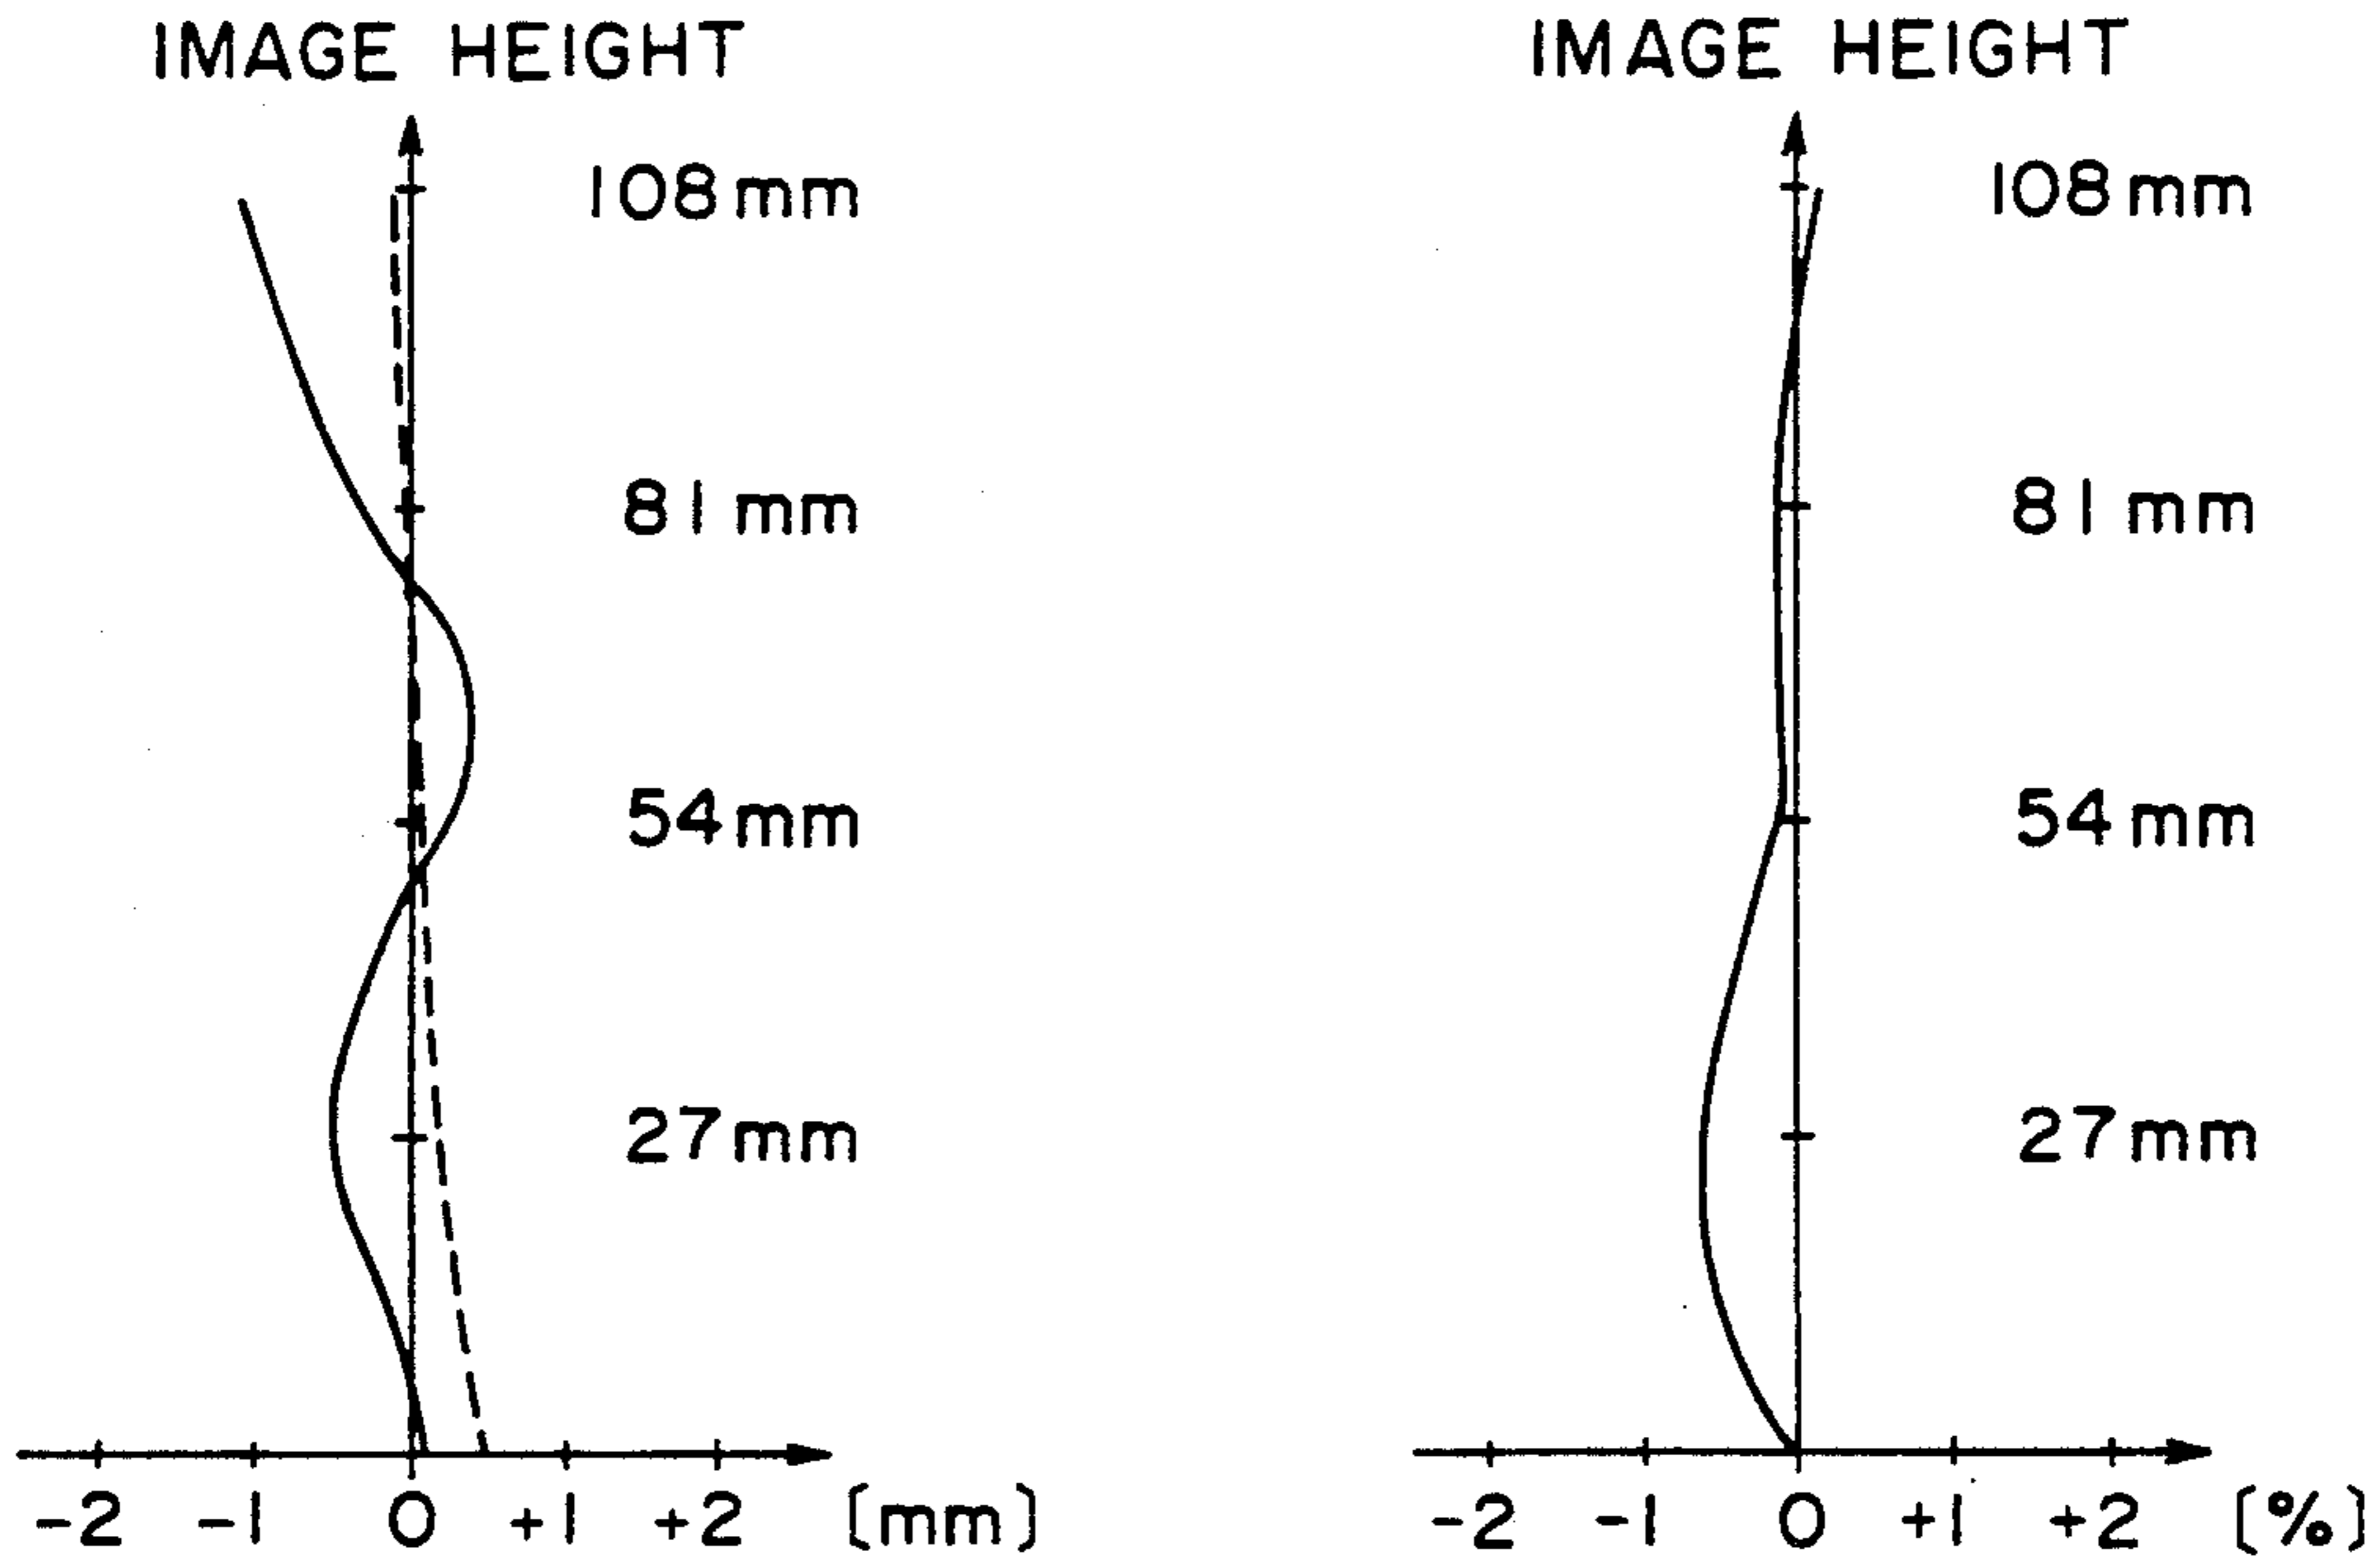 IMAGE HEIGHT
108mm
81mm
54mm
27mm
-2 -1 0 +1 +2 (mm)
IMAGE HEIGHT
108mm
81mm
54mm
27mm
-2 -1 0 +1 +2 (%)